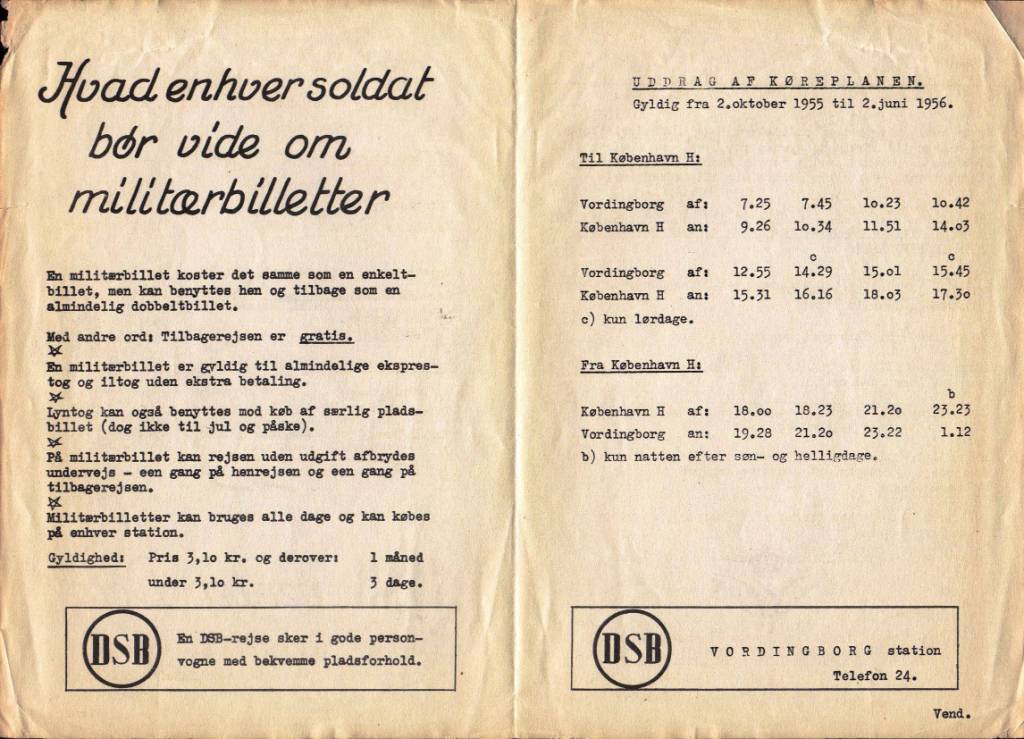 Hvad enhver soldat
bør vide om
militærbilletter
En militærbillet koster det samme som en enkelt-
billet, men kan benyttes hen og tilbage som en
almindelig dobbeltbillet.
Med andre ord: Tilbagerejsen er gratis.
En militærbillet er gyldig til almindelige ekspres-
tog og iltog uden ekstra betaling.
Lyntog kan også benyttes mod køb af særlig plads-
billet (dog ikke til jul og påske).
På militærbillet kan rejsen uden udgift afbrydes
undervejs - een gang på henrejsen og een gang på
tilbagerejsen.
Militærbilletter kan bruges alle dage og kan købes
på enhver station.
Gyldighed: Pris 3,1o kr. og derover: 1 måned
under 3,1o kr. 3 dage.
DSB
En DSB-rejse sker i gode person-
vogne med bekvemme pladsforhold.
UDDRAG AF KØREPLANEN.
Gyldig fra 2.oktober 1955 til 2.juni 1956.
Til København H:
Vordingborg af: 7.25 7.45 1o.23 1o.42
København H an: 9.26 1o.34 11.51 14.o3
c c
Vordingborg af: 12.55 14.29 15.o1 15.45
København H an: 15.31 16.16 18.o3 17.3o
c) kun lørdage.
Fra København H:
b
København H af: 18.oo 18.23 21.2o 23.23
Vordingborg an: 19.28 21.2o 23.22 1.12
b) kun natten efter søn- og helligdage.
DSB
VORDINGBORG station
Telefon 24.
Vend.